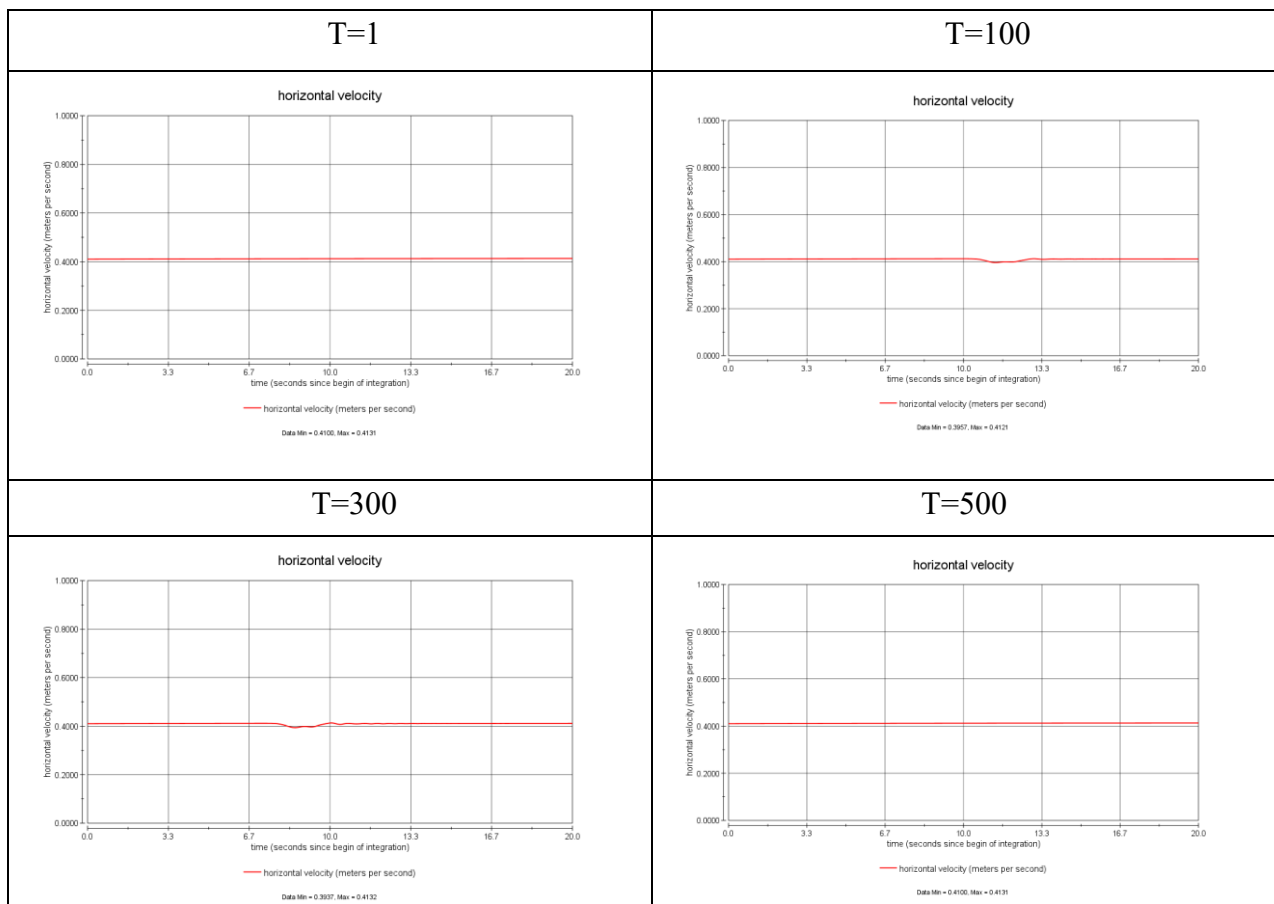 T=1
T=100
horizontal velocity
1.0000
0.8000
0.6000
0.4000
0.2000
0.0000
horizontal velocity (meters per second)
0.0 3.3 6.7 10.0 13.3 16.7 20.0
time (seconds since begin of integration)
horizontal velocity (meters per second)
Data Min = 0.4100, Max = 0.4131
horizontal velocity
1.0000
0.8000
0.6000
0.4000
0.2000
0.0000
horizontal velocity (meters per second)
0.0 3.3 6.7 10.0 13.3 16.7 20.0
time (seconds since begin of integration)
horizontal velocity (meters per second)
Data Min = 0.3957, Max = 0.4121
T=300
T=500
horizontal velocity
1.0000
0.8000
0.6000
0.4000
0.2000
0.0000
horizontal velocity (meters per second)
0.0 3.3 6.7 10.0 13.3 16.7 20.0
time (seconds since begin of integration)
horizontal velocity (meters per second)
Data Min = 0.3937, Max = 0.4132
horizontal velocity
1.0000
0.8000
0.6000
0.4000
0.2000
0.0000
horizontal velocity (meters per second)
0.0 3.3 6.7 10.0 13.3 16.7 20.0
time (seconds since begin of integration)
horizontal velocity (meters per second)
Data Min = 0.4100, Max = 0.4131